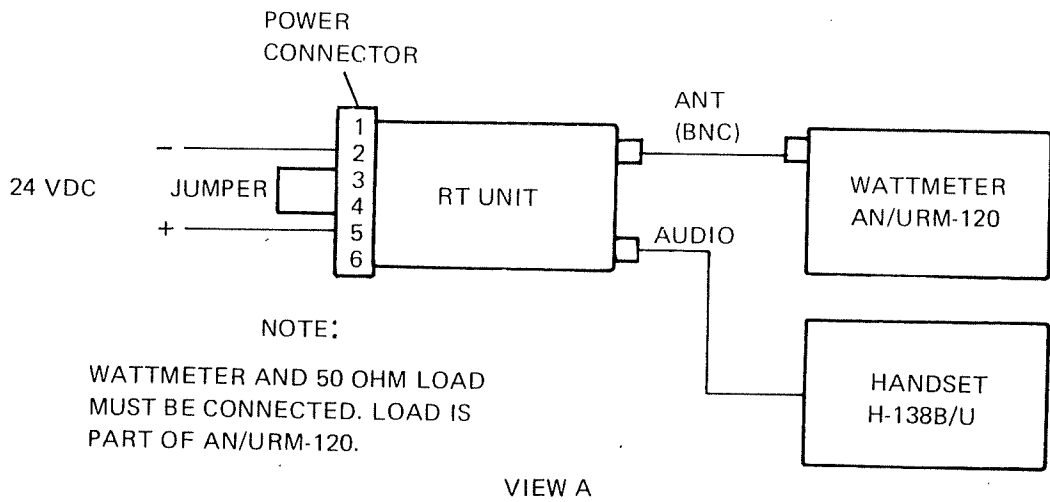 POWER
CONNECTOR
1
2
3
4
5
6
−
24 VDC
JUMPER
+
RT UNIT
ANT
(BNC)
AUDIO
WATTMETER
AN/URM-120
HANDSET
H-138B/U
NOTE:
WATTMETER AND 50 OHM LOAD
MUST BE CONNECTED. LOAD IS
PART OF AN/URM-120.
VIEW A